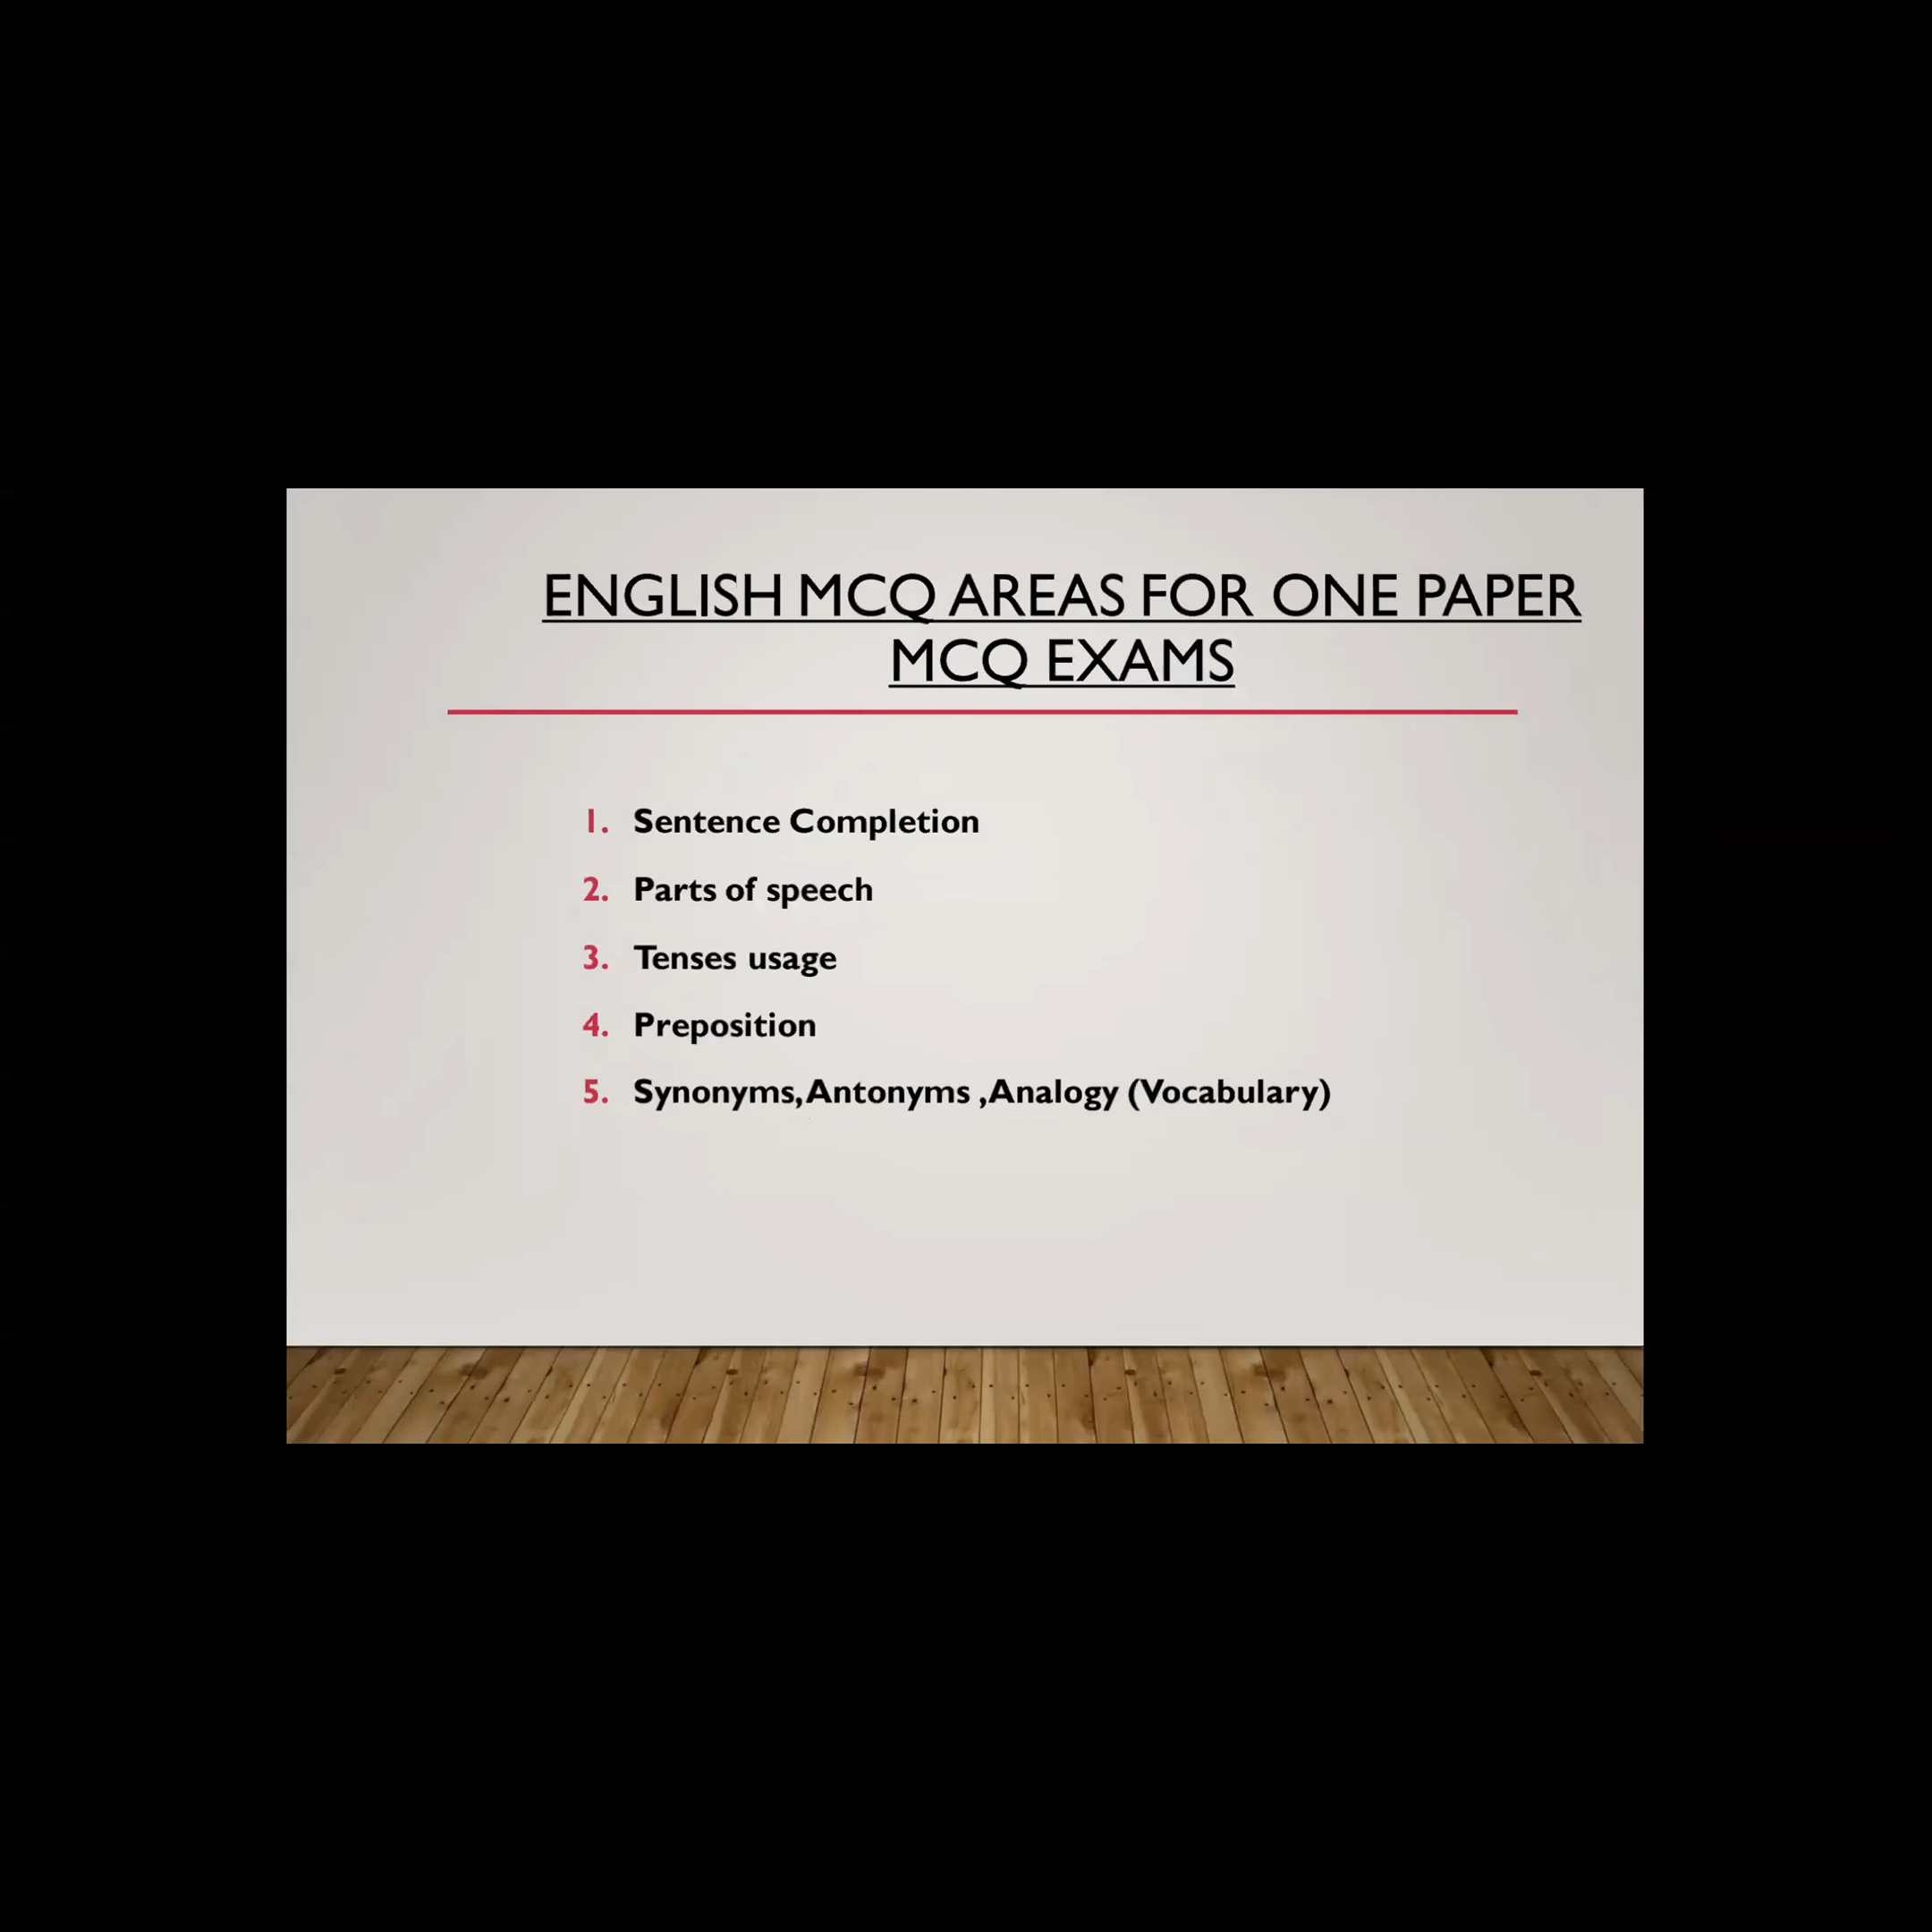 ENGLISH MCQ AREAS FOR ONE PAPER
MCQ EXAMS
1. Sentence Completion
2. Parts of speech
3. Tenses usage
4. Preposition
5. Synonyms,Antonyms ,Analogy (Vocabulary)